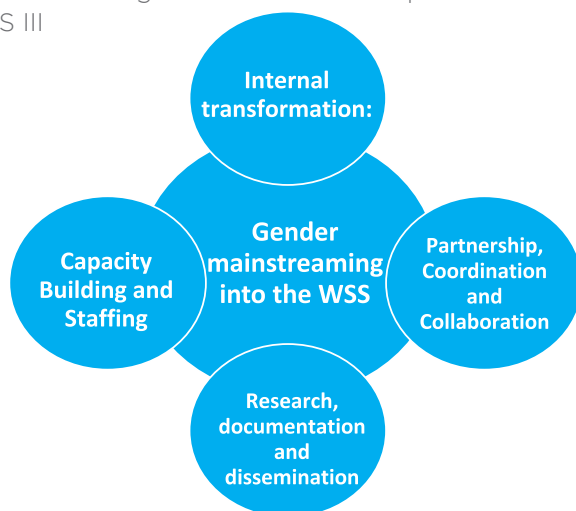 S III
Internal
transformation:
Gender
mainstreaming
into the WSS
Capacity
Building and
Staffing
Partnership,
Coordination
and
Collaboration
Research,
documentation
and
dissemination